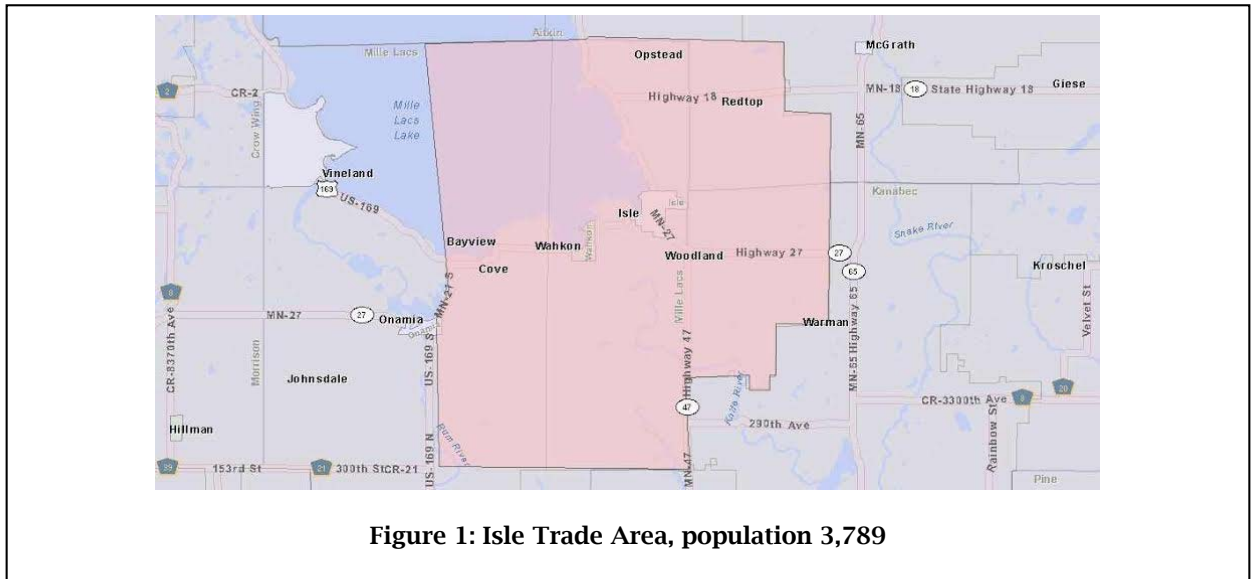 Aitkin
Mille Lacs
Opstead
McGrath
2
CR-2
Crow Wing
Mille
Lacs
Lake
Highway 18
Redtop
MN-18
18
State Highway 18
Giese
MN-65
Vineland
169
US-169
Kanabec
Isle
Isle
MN-27
Snake River
Bayview
Wahkon
Wahkon
Woodland
Highway 27
27
65
Kroschel
Cove
MN-27 S
8
MN-27
27
Onamia
Onamia
Mille Lacs
Warman
Velvet St
CR-8370th Ave
Morrison
Johnsdale
US-169 S
Highway 47
MN-65 Highway 65
Hillman
47
Knife River
290th Ave
CR-3300th Ave
9
20
Rainbow St
39
153rd St
21
300th StCR-21
US-169 N
Rum River
MN-47
Pine
Figure 1: Isle Trade Area, population 3,789